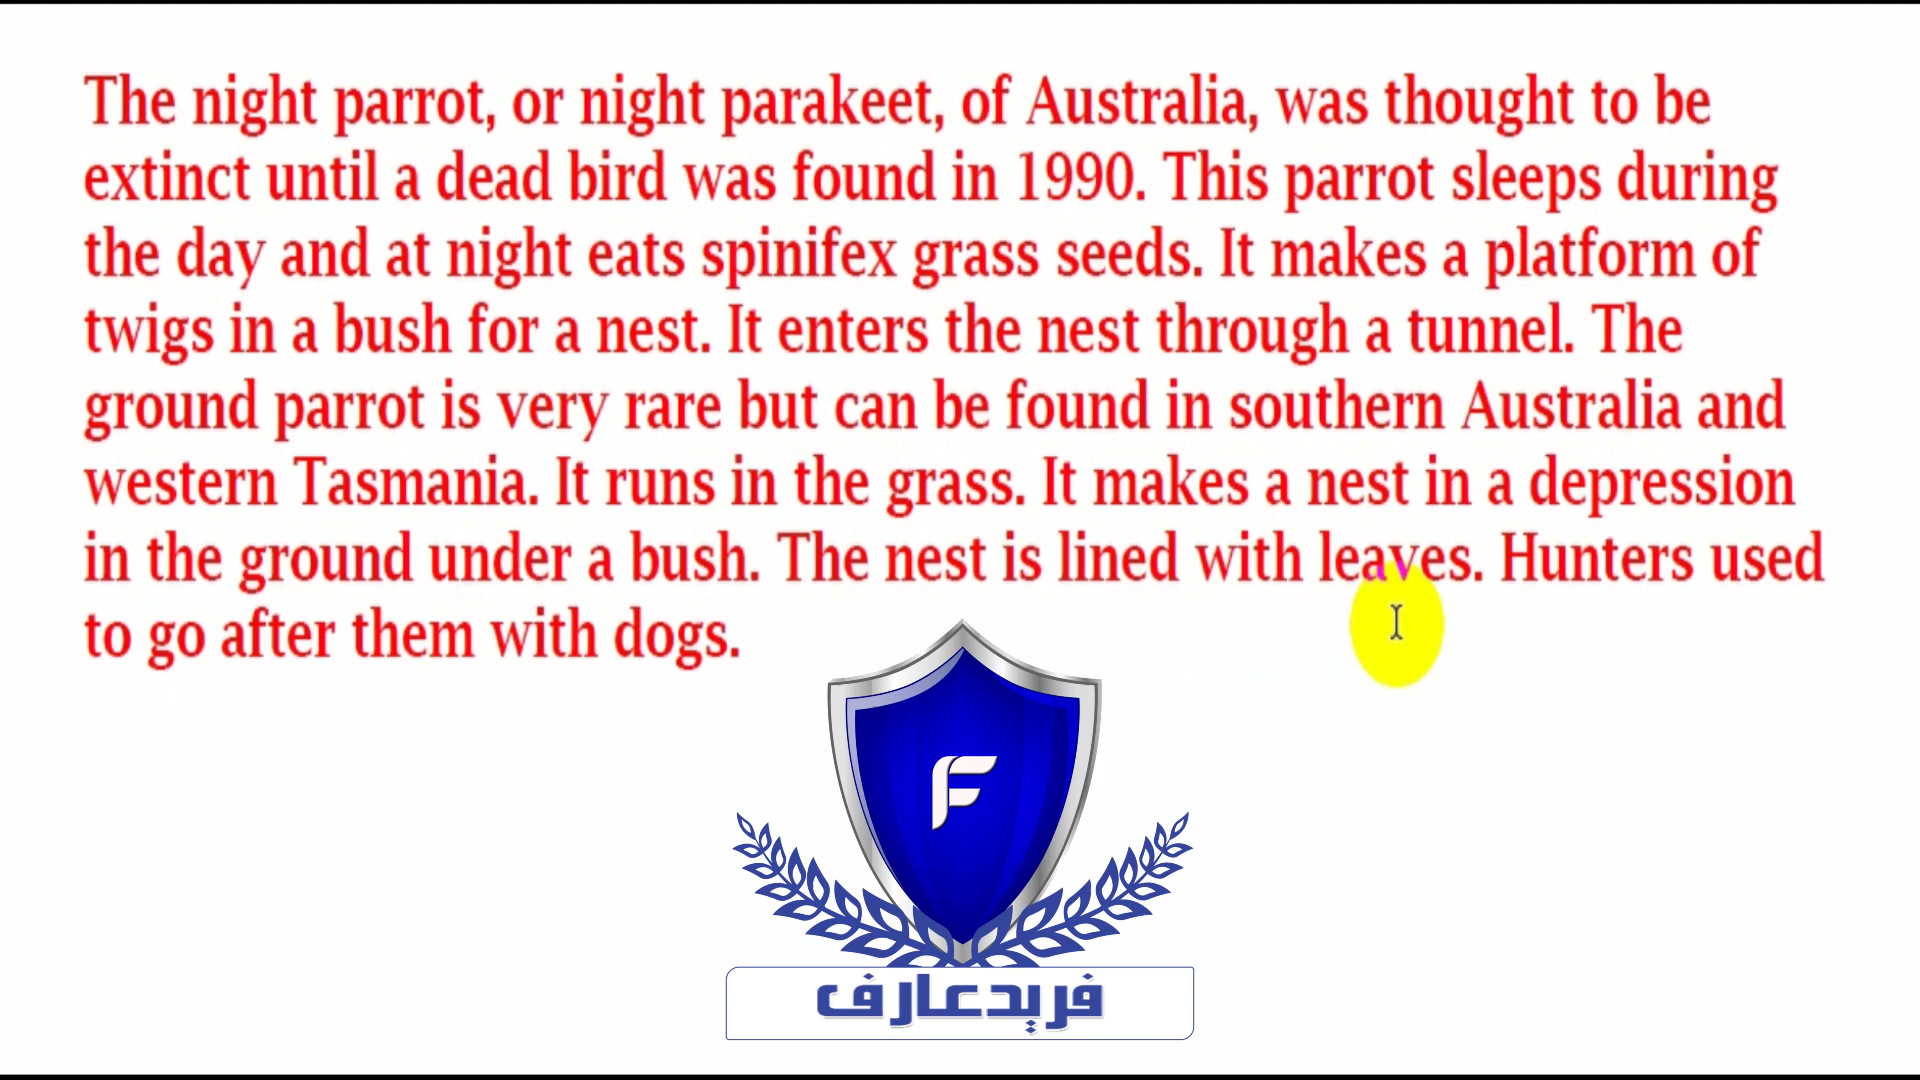 The night parrot, or night parakeet, of Australia, was thought to be
extinct until a dead bird was found in 1990. This parrot sleeps during
the day and at night eats spinifex grass seeds. It makes a platform of
twigs in a bush for a nest. It enters the nest through a tunnel. The
ground parrot is very rare but can be found in southern Australia and
western Tasmania. It runs in the grass. It makes a nest in a depression
in the ground under a bush. The nest is lined with leaves. Hunters used
to go after them with dogs.
F
فریدعارف